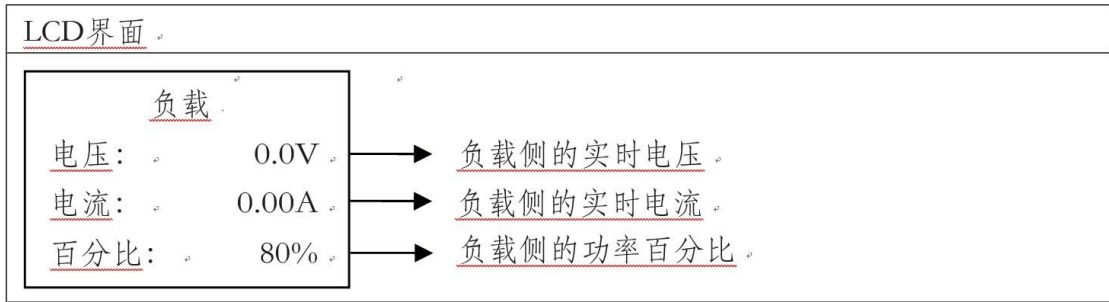 LCD界面
负载
电压： 0.0V 负载侧的实时电压
电流： 0.00A 负载侧的实时电流
百分比： 80% 负载侧的功率百分比